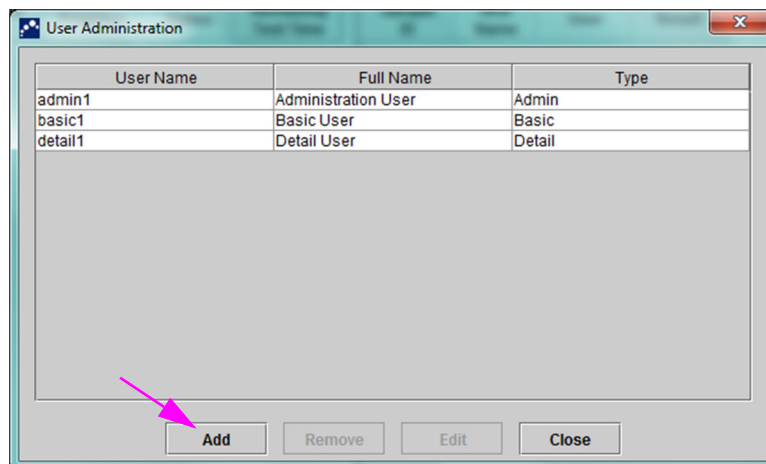 User Administration
User Name Full Name Type
admin1 Administration User Admin
basic1 Basic User Basic
detail1 Detail User Detail
Add Remove Edit Close